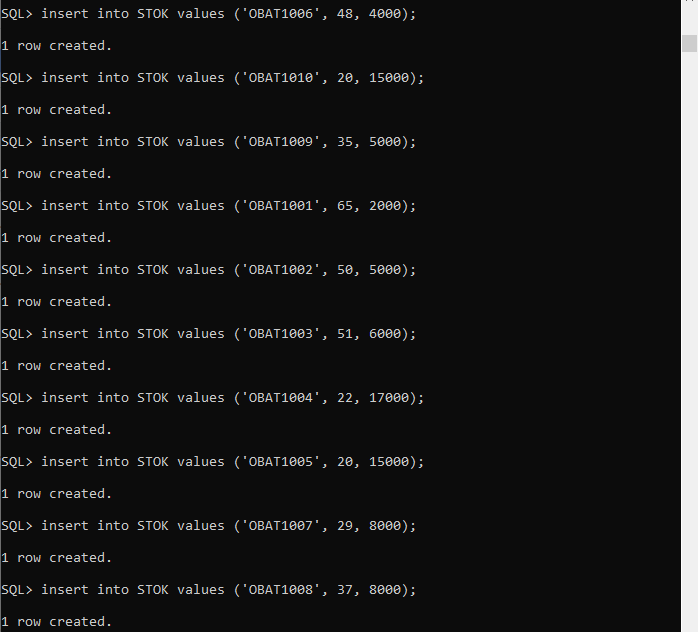 SQL> insert into STOK values ('OBAT1006', 48, 4000);
1 row created.
SQL> insert into STOK values ('OBAT1010', 20, 15000);
1 row created.
SQL> insert into STOK values ('OBAT1009', 35, 5000);
1 row created.
SQL> insert into STOK values ('OBAT1001', 65, 2000);
1 row created.
SQL> insert into STOK values ('OBAT1002', 50, 5000);
1 row created.
SQL> insert into STOK values ('OBAT1003', 51, 6000);
1 row created.
SQL> insert into STOK values ('OBAT1004', 22, 17000);
1 row created.
SQL> insert into STOK values ('OBAT1005', 20, 15000);
1 row created.
SQL> insert into STOK values ('OBAT1007', 29, 8000);
1 row created.
SQL> insert into STOK values ('OBAT1008', 37, 8000);
1 row created.